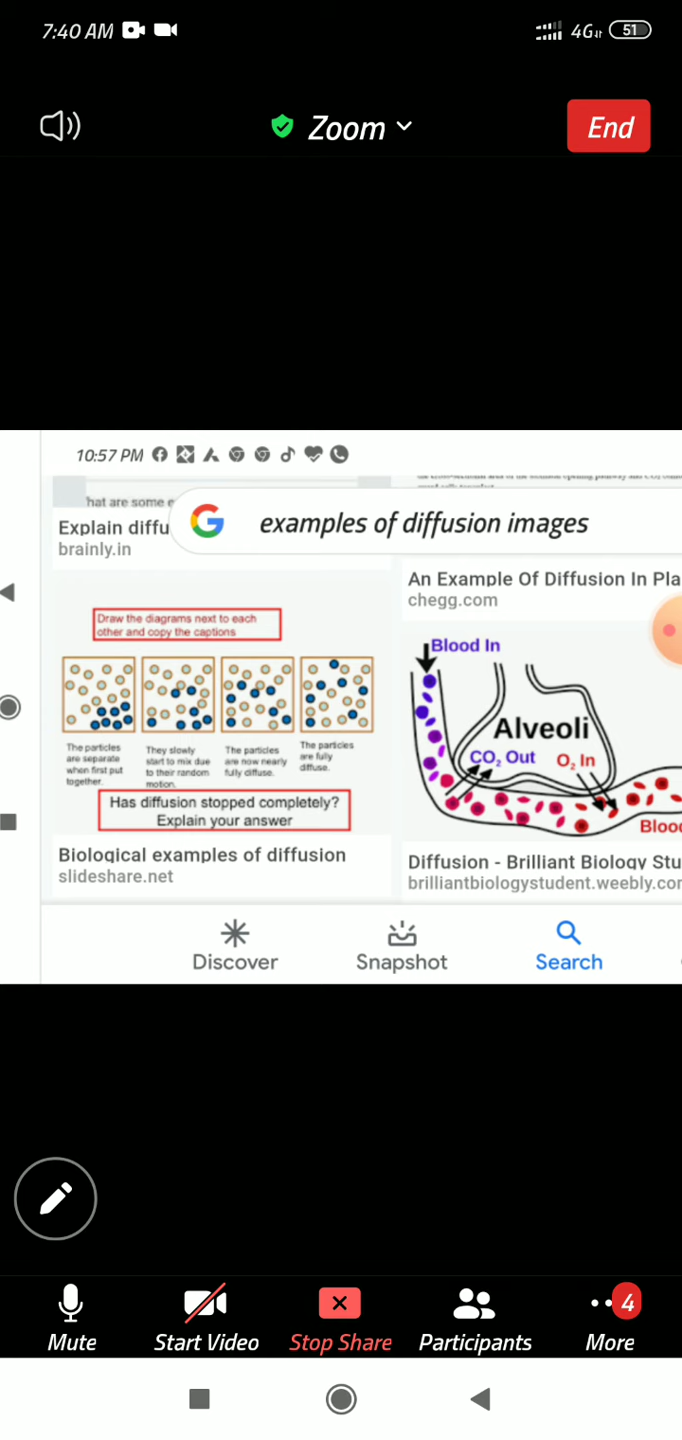 7:40 AM
4G 51
Zoom
End
10:57 PM
hat are some e
Explain diffu
brainly.in
examples of diffusion images
An Example Of Diffusion In Pla
chegg.com
Draw the diagrams next to each
other and copy the captions
The particles
are separate
when first put
together.
They slowly
start to mix due
to their random
motion.
The particles
are now nearly
fully diffuse.
The particles
are fully
diffuse.
Has diffusion stopped completely?
Explain your answer
Biological examples of diffusion
slideshare.net
Blood In
Alveoli
CO₂ Out O₂ In
Blood
Diffusion - Brilliant Biology Stu
brilliantbiologystudent.weebly.cor
Discover
Snapshot
Search
Mute
Start Video
Stop Share
Participants
4
More